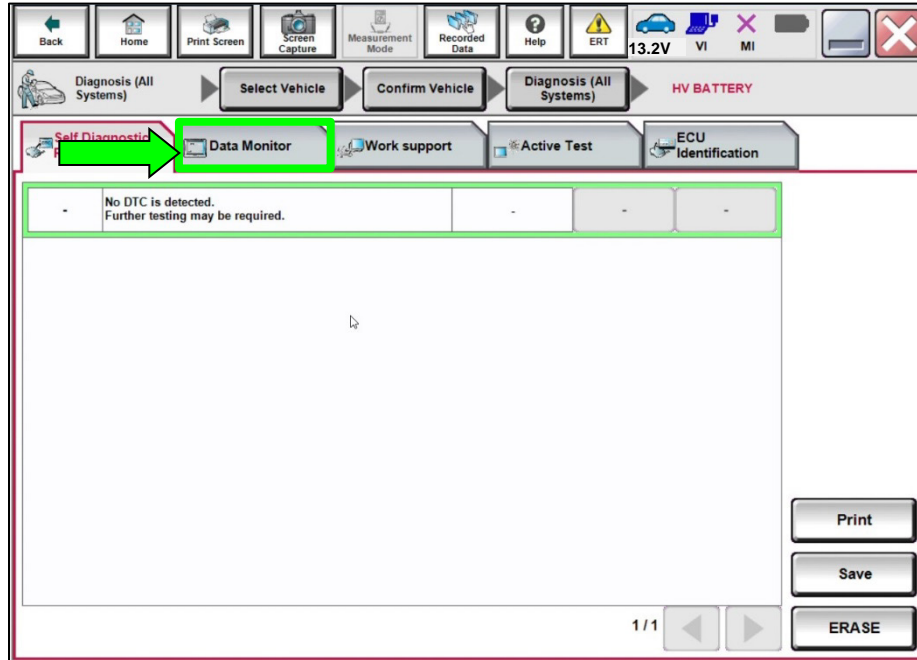 Back
Home
Print Screen
Screen
Capture
Measurement
Mode
Recorded
Data
Help
ERT
13.2V
VI
MI
Diagnosis (All
Systems)
Select Vehicle
Confirm Vehicle
Diagnosis (All
Systems)
HV BATTERY
Self Diagnostic
Data Monitor
Work support
Active Test
ECU
Identification
-
No DTC is detected.
Further testing may be required.
-
-
-
Print
Save
1/1
ERASE